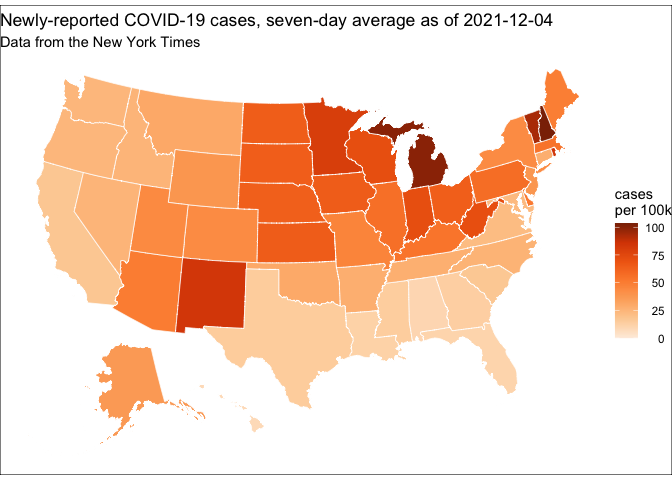 Newly-reported COVID-19 cases, seven-day average as of 2021-12-04
Data from the New York Times
cases
per 100k
100
75
50
25
0